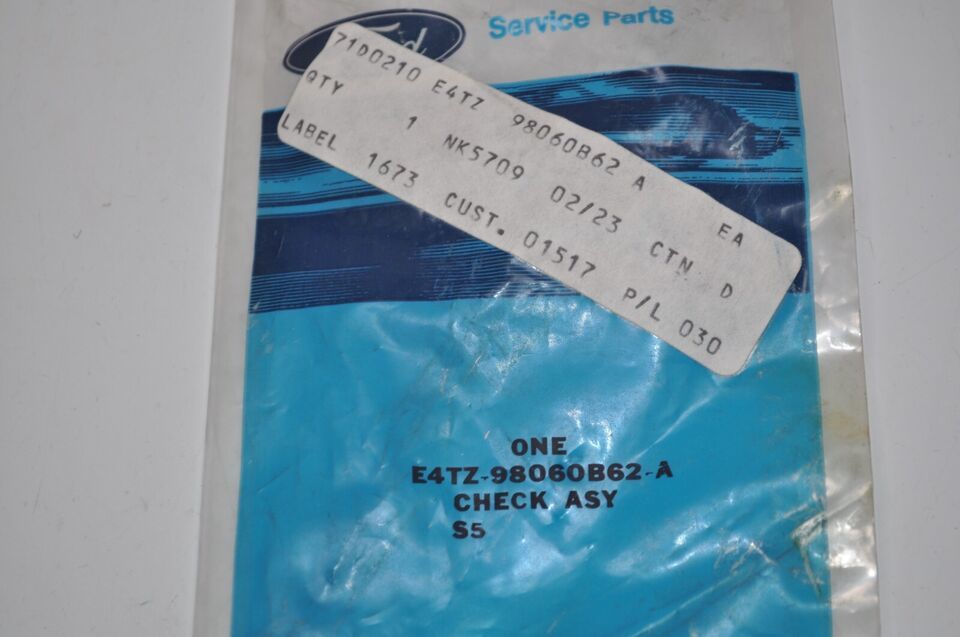 Service Parts
71D0210 E4TZ 98060B62 A EA
QTY 1 NK5709 02/23 CTN D
LABEL 1673 CUST. 01517 P/L 030
ONE
E4TZ-98060B62-A
CHECK ASY
S5